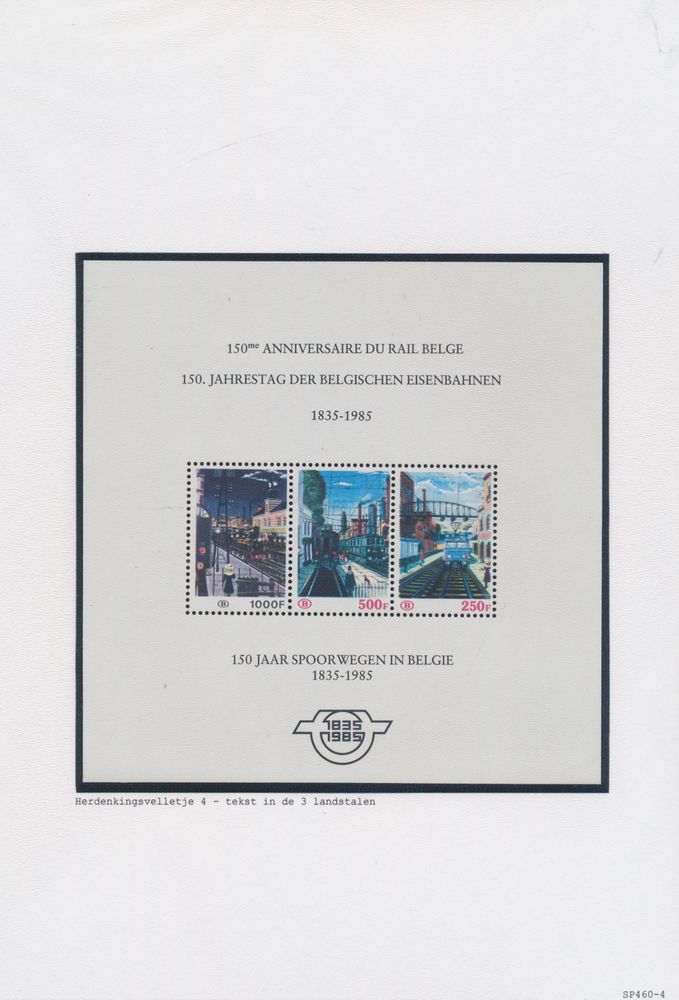 150me ANNIVERSAIRE DU RAIL BELGE
150. JAHRESTAG DER BELGISCHEN EISENBAHNEN
1835-1985
B 1000F
B 500F
B 250F
150 JAAR SPOORWEGEN IN BELGIE
1835-1985
1835
1985
Herdenkingsvelletje 4 - tekst in de 3 landstalen
SP460-4